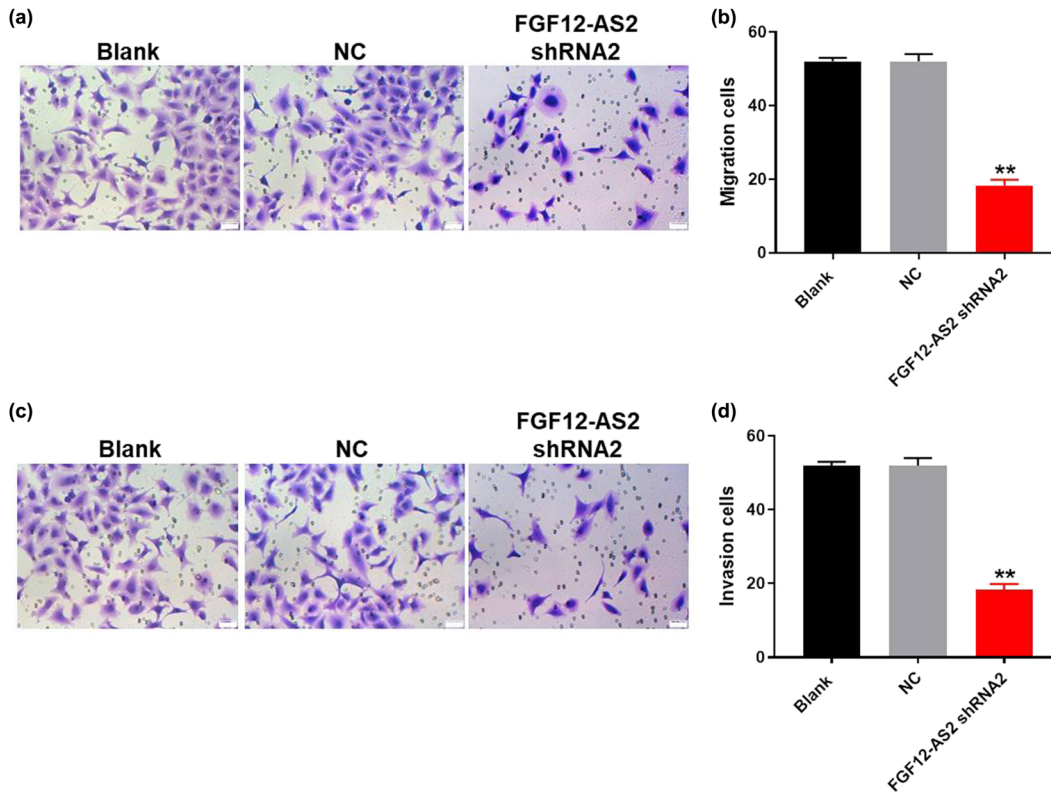 (a)
Blank
NC
FGF12-AS2
shRNA2
(b)
Migration cells
60
40
20
0
**
Blank
NC
FGF12-AS2 shRNA2
(c)
Blank
NC
FGF12-AS2
shRNA2
(d)
Invasion cells
60
40
20
0
**
Blank
NC
FGF12-AS2 shRNA2